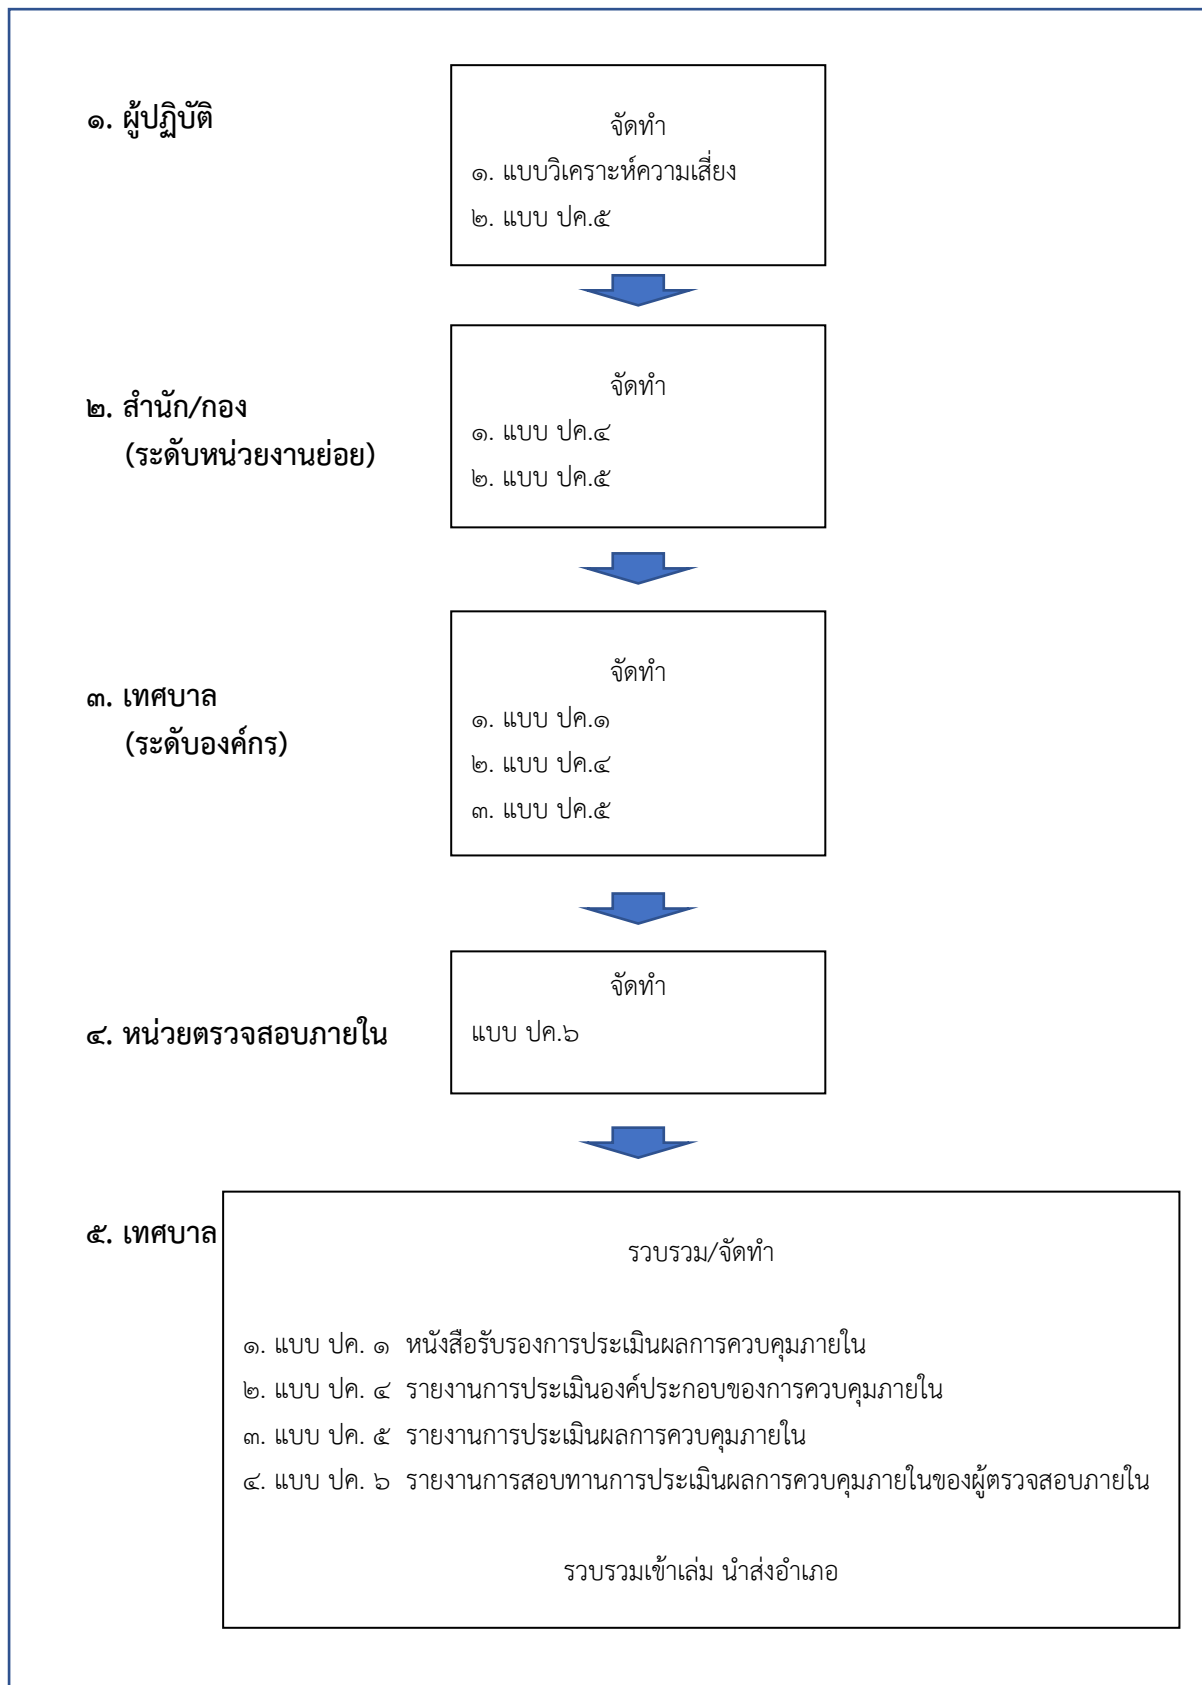 ๑. ผู้ปฏิบัติ
จัดทำ
๑. แบบวิเคราะห์ความเสี่ยง
๒. แบบ ปค.๕
๒. สำนัก/กอง
(ระดับหน่วยงานย่อย)
จัดทำ
๑. แบบ ปค.๔
๒. แบบ ปค.๕
๓. เทศบาล
(ระดับองค์กร)
จัดทำ
๑. แบบ ปค.๑
๒. แบบ ปค.๔
๓. แบบ ปค.๕
๔. หน่วยตรวจสอบภายใน
จัดทำ
แบบ ปค.๖
๕. เทศบาล
รวบรวม/จัดทำ
๑. แบบ ปค. ๑ หนังสือรับรองการประเมินผลการควบคุมภายใน
๒. แบบ ปค. ๔ รายงานการประเมินองค์ประกอบของการควบคุมภายใน
๓. แบบ ปค. ๕ รายงานการประเมินผลการควบคุมภายใน
๔. แบบ ปค. ๖ รายงานการสอบทานการประเมินผลการควบคุมภายในของผู้ตรวจสอบภายใน
รวบรวมเข้าเล่ม นำส่งอำเภอ